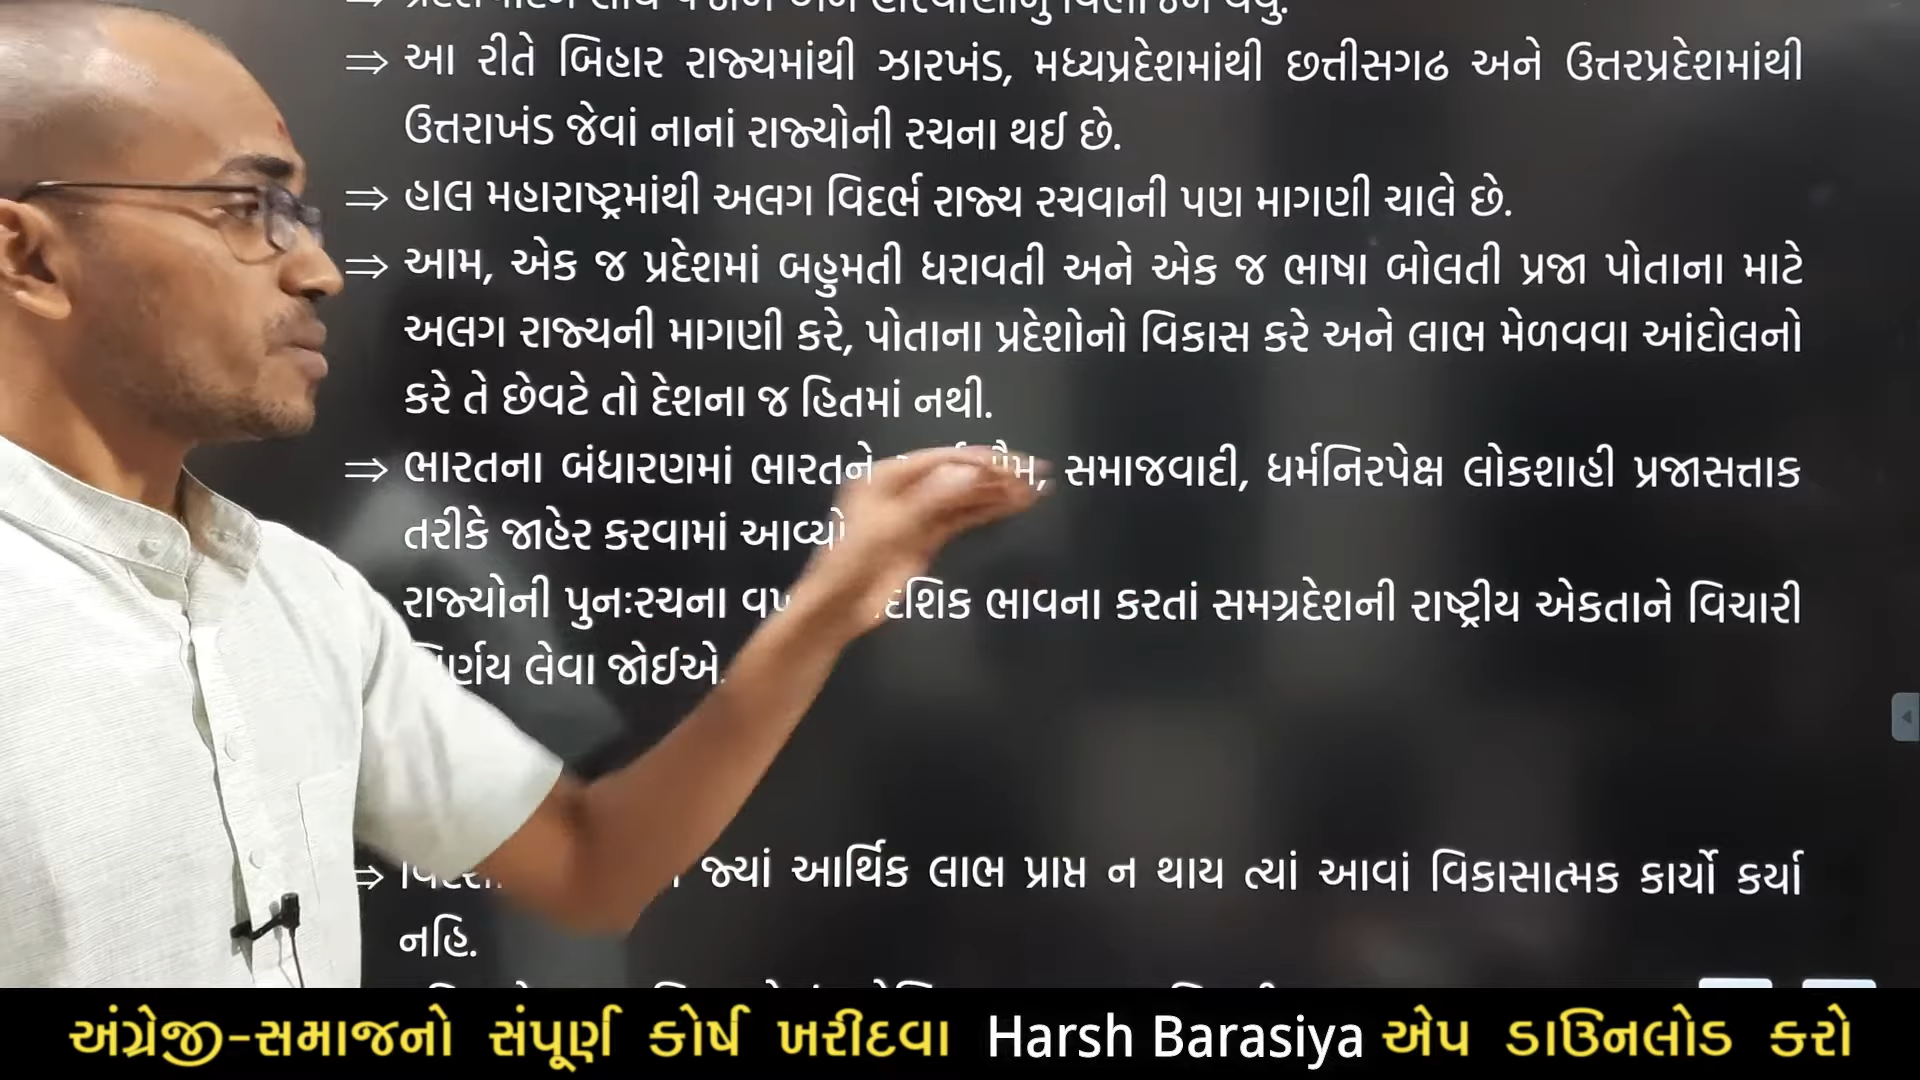 ⇒ આ રીતે બિહાર રાજ્યમાંથી ઝારખંડ, મધ્યપ્રદેશમાંથી છત્તીસગઢ અને ઉત્તરપ્રદેશમાંથી
ઉત્તરાખંડ જેવાં નાનાં રાજ્યોની રચના થઈ છે.
⇒ હાલ મહારાષ્ટ્રમાંથી અલગ વિદર્ભ રાજ્ય રચવાની પણ માગણી ચાલે છે.
⇒ આમ, એક જ પ્રદેશમાં બહુમતી ધરાવતી અને એક જ ભાષા બોલતી પ્રજા પોતાના માટે
અલગ રાજ્યની માગણી કરે, પોતાના પ્રદેશોનો વિકાસ કરે અને લાભ મેળવવા આંદોલનો
કરે તે છેવટે તો દેશના જ હિતમાં નથી.
⇒ ભારતના બંધારણમાં ભારતને સમાજવાદી, ધર્મનિરપેક્ષ લોકશાહી પ્રજાસત્તાક
તરીકે જાહેર કરવામાં આવ્યો
રાજ્યોની પુનઃરચના કરતાં ભાવના સમગ્રદેશની રાષ્ટ્રીય એકતાને વિચારી
લેવા જોઈએ.
⇒ જ્યાં આર્થિક લાભ પ્રાપ્ત ન થાય ત્યાં આવાં વિકાસાત્મક કાર્યો કર્યા
નહિ.
અંગ્રેજી-સમાજનો સંપૂર્ણ કોર્ષ ખરીદવા Harsh Barasiya એપ ડાઉનલોડ કરો